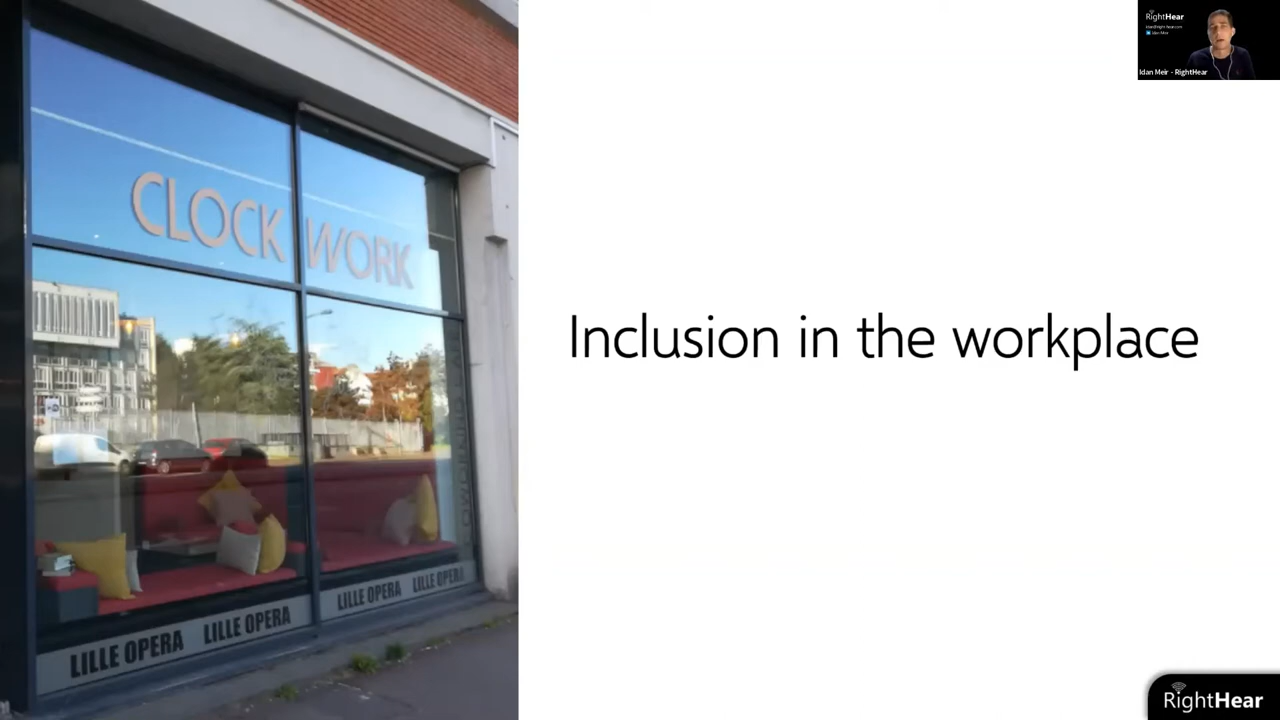 CLOCK WORK
LILLE OPERA LILLE OPERA LILLE OPERA LILLE OPERA
Inclusion in the workplace
RightHear
Idan Meir - RightHear
RightHear